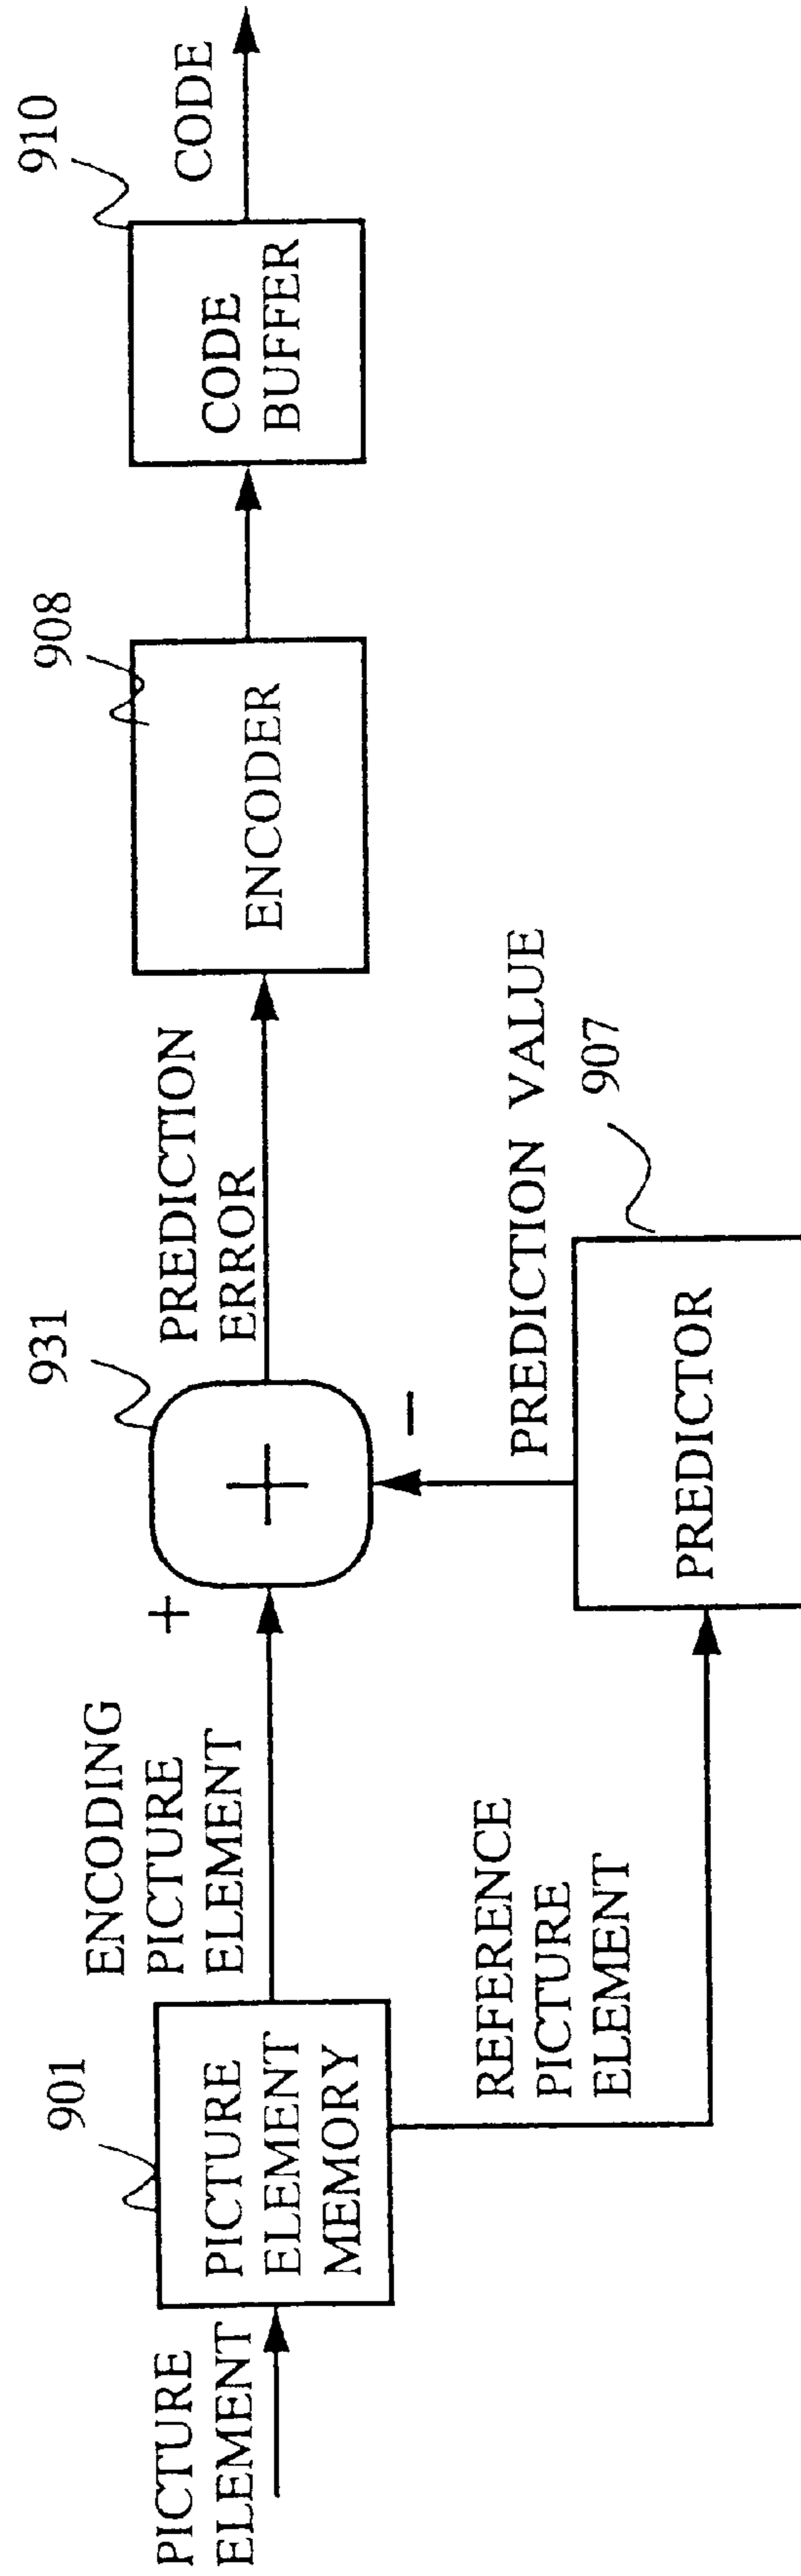 PICTURE
ELEMENT
901
PICTURE
ELEMENT
MEMORY
ENCODING
PICTURE
ELEMENT
REFERENCE
PICTURE
ELEMENT
+
931
+
−
PREDICTION
ERROR
PREDICTION VALUE
907
PREDICTOR
908
ENCODER
910
CODE
BUFFER
CODE